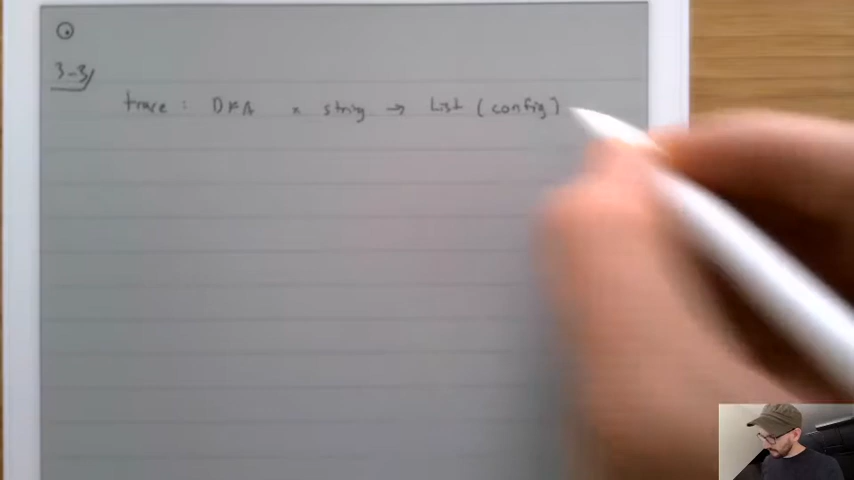 3-3/
trace : DFA × string → List (config)